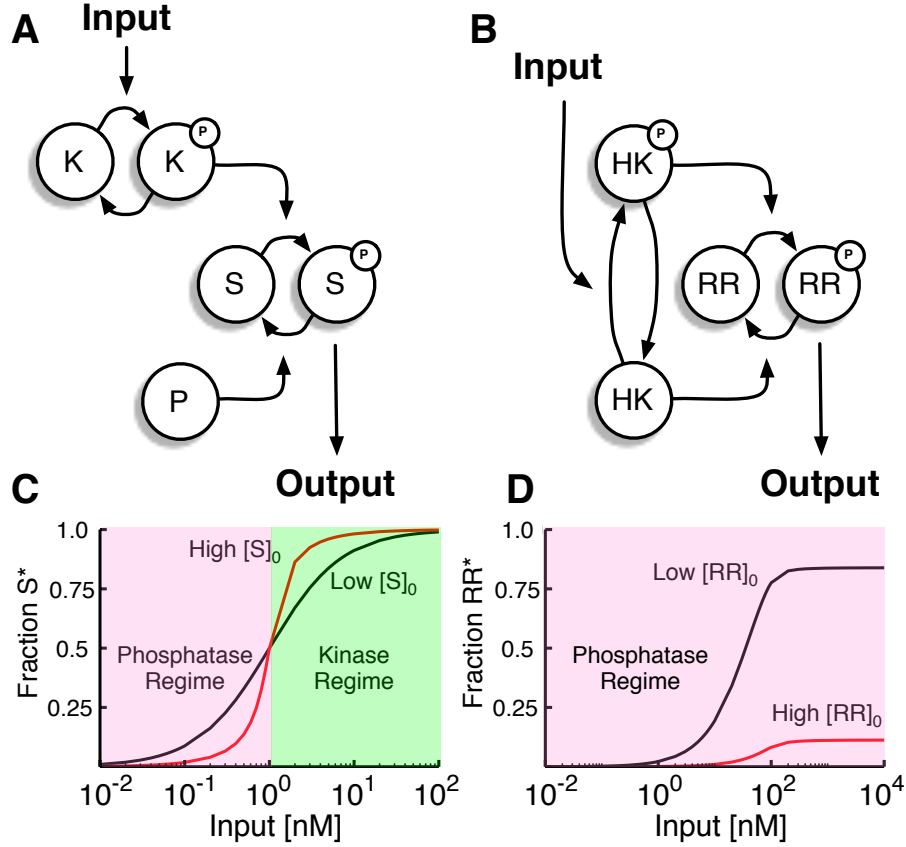 A
Input
K
K
P
S
S
P
P
Output
B
Input
HK
P
RR
RR
P
HK
Output
C
Fraction S*
1.0
0.75
0.5
0.25
High [S]₀
Low [S]₀
Phosphatase
Regime
Kinase
Regime
10⁻²
10⁻¹
10⁰
10¹
10²
Input [nM]
D
Fraction RR*
1.0
0.75
0.5
0.25
Low [RR]₀
Phosphatase
Regime
High [RR]₀
10⁻²
10⁰
10²
10⁴
Input [nM]